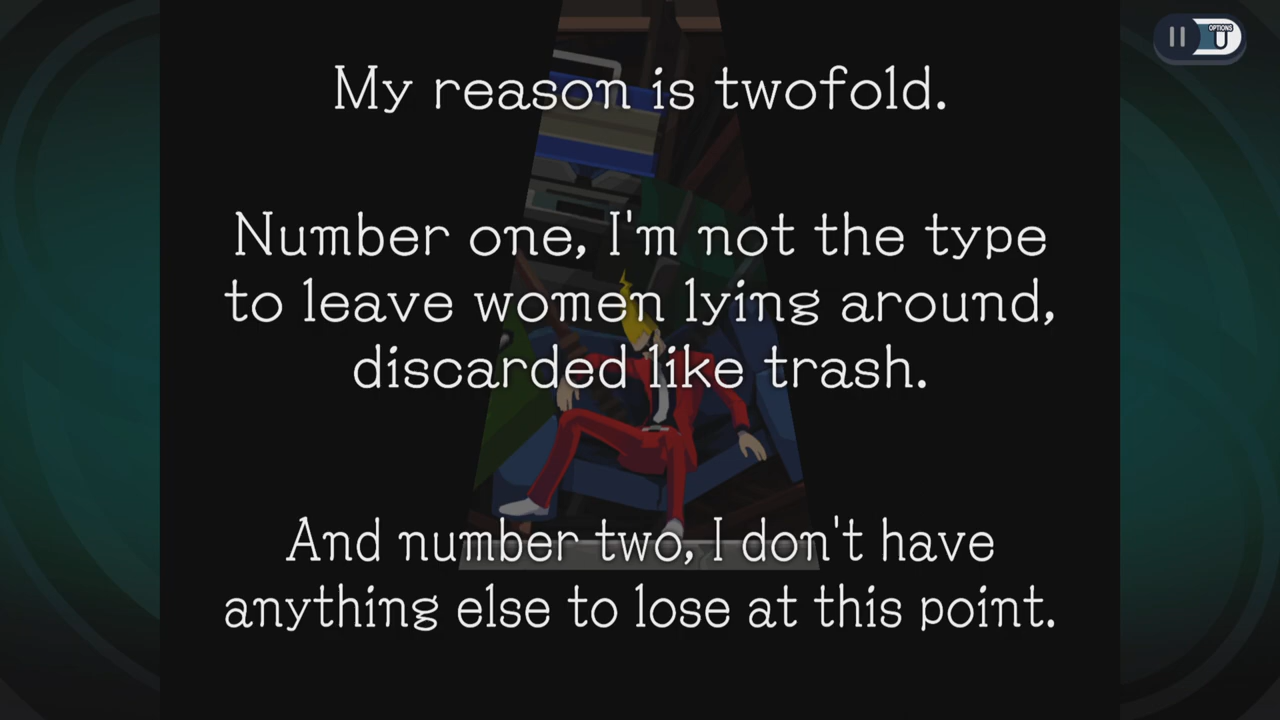 OPTIONS
My reason is twofold.
Number one, I'm not the type
to leave women lying around,
discarded like trash.
And number two, I don't have
anything else to lose at this point.